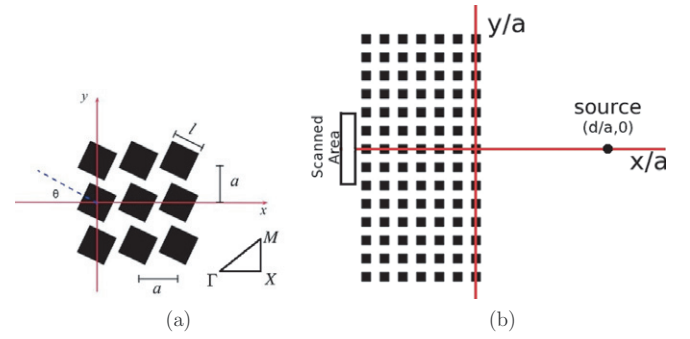 y
l
a
θ
x
a
M
Γ
X
(a)
y/a
source
(d/a,0)
x/a
Scanned
Area
(b)